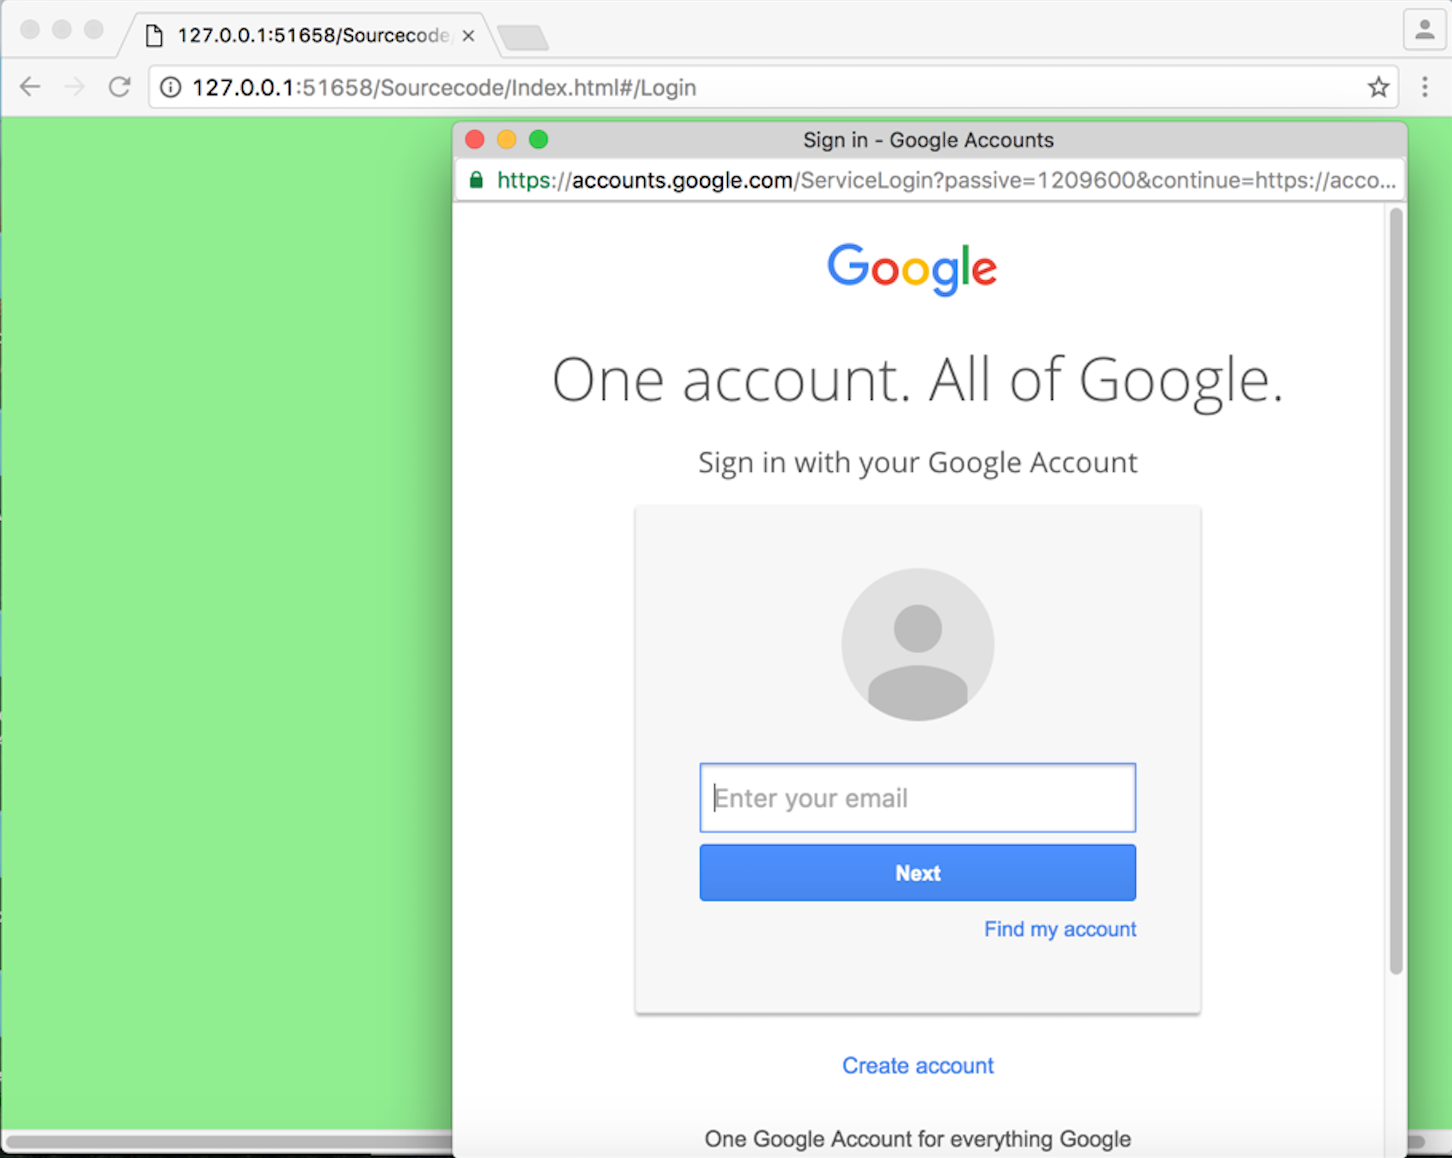 127.0.0.1:51658/Sourcecode
127.0.0.1:51658/Sourcecode/Index.html#/Login
Sign in - Google Accounts
https://accounts.google.com/ServiceLogin?passive=1209600&continue=https://acco...
Google
One account. All of Google.
Sign in with your Google Account
Enter your email
Next
Find my account
Create account
One Google Account for everything Google